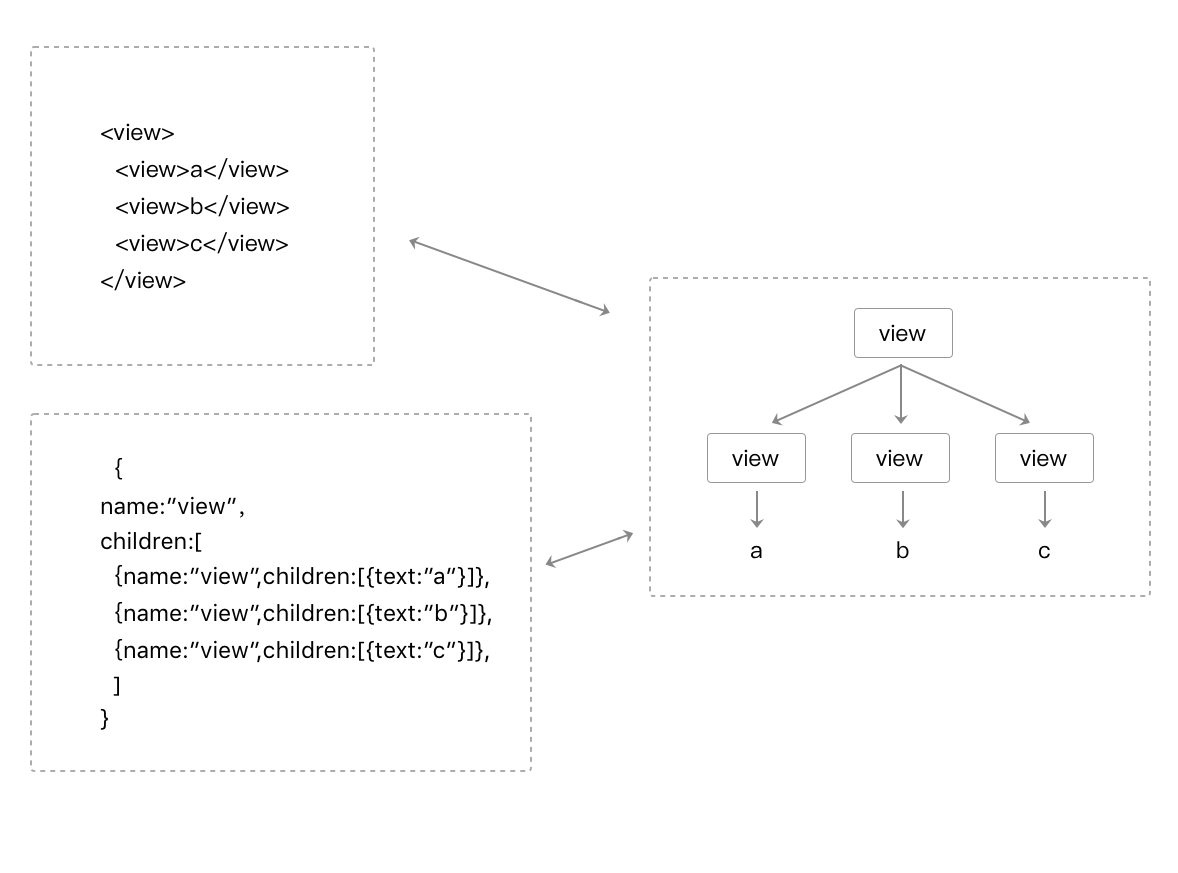 <view>
<view>a</view>
<view>b</view>
<view>c</view>
</view>
{
name:"view",
children:[
{name:"view",children:[{text:"a"}]},
{name:"view",children:[{text:"b"}]},
{name:"view",children:[{text:"c"}]},
]
}
view
view view view
a b c